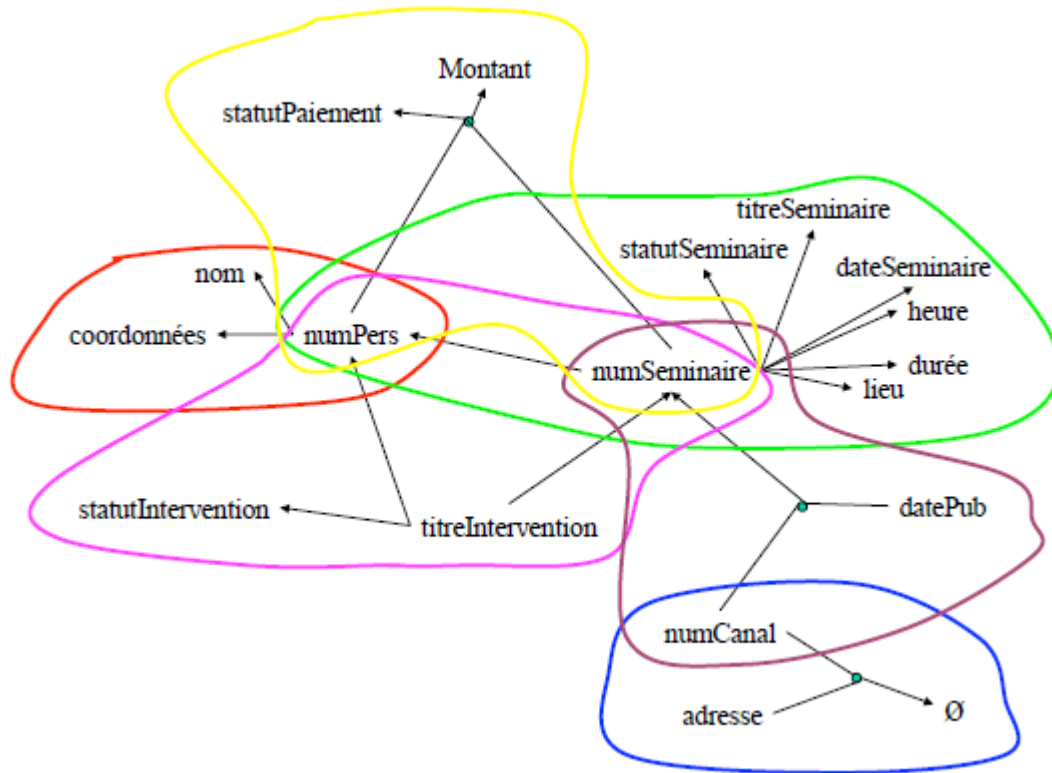 Montant
statutPaiement
titreSeminaire
statutSeminaire
nom
dateSeminaire
heure
coordonnées
numPers
durée
numSeminaire
lieu
statutIntervention
titreIntervention
datePub
numCanal
adresse
Ø